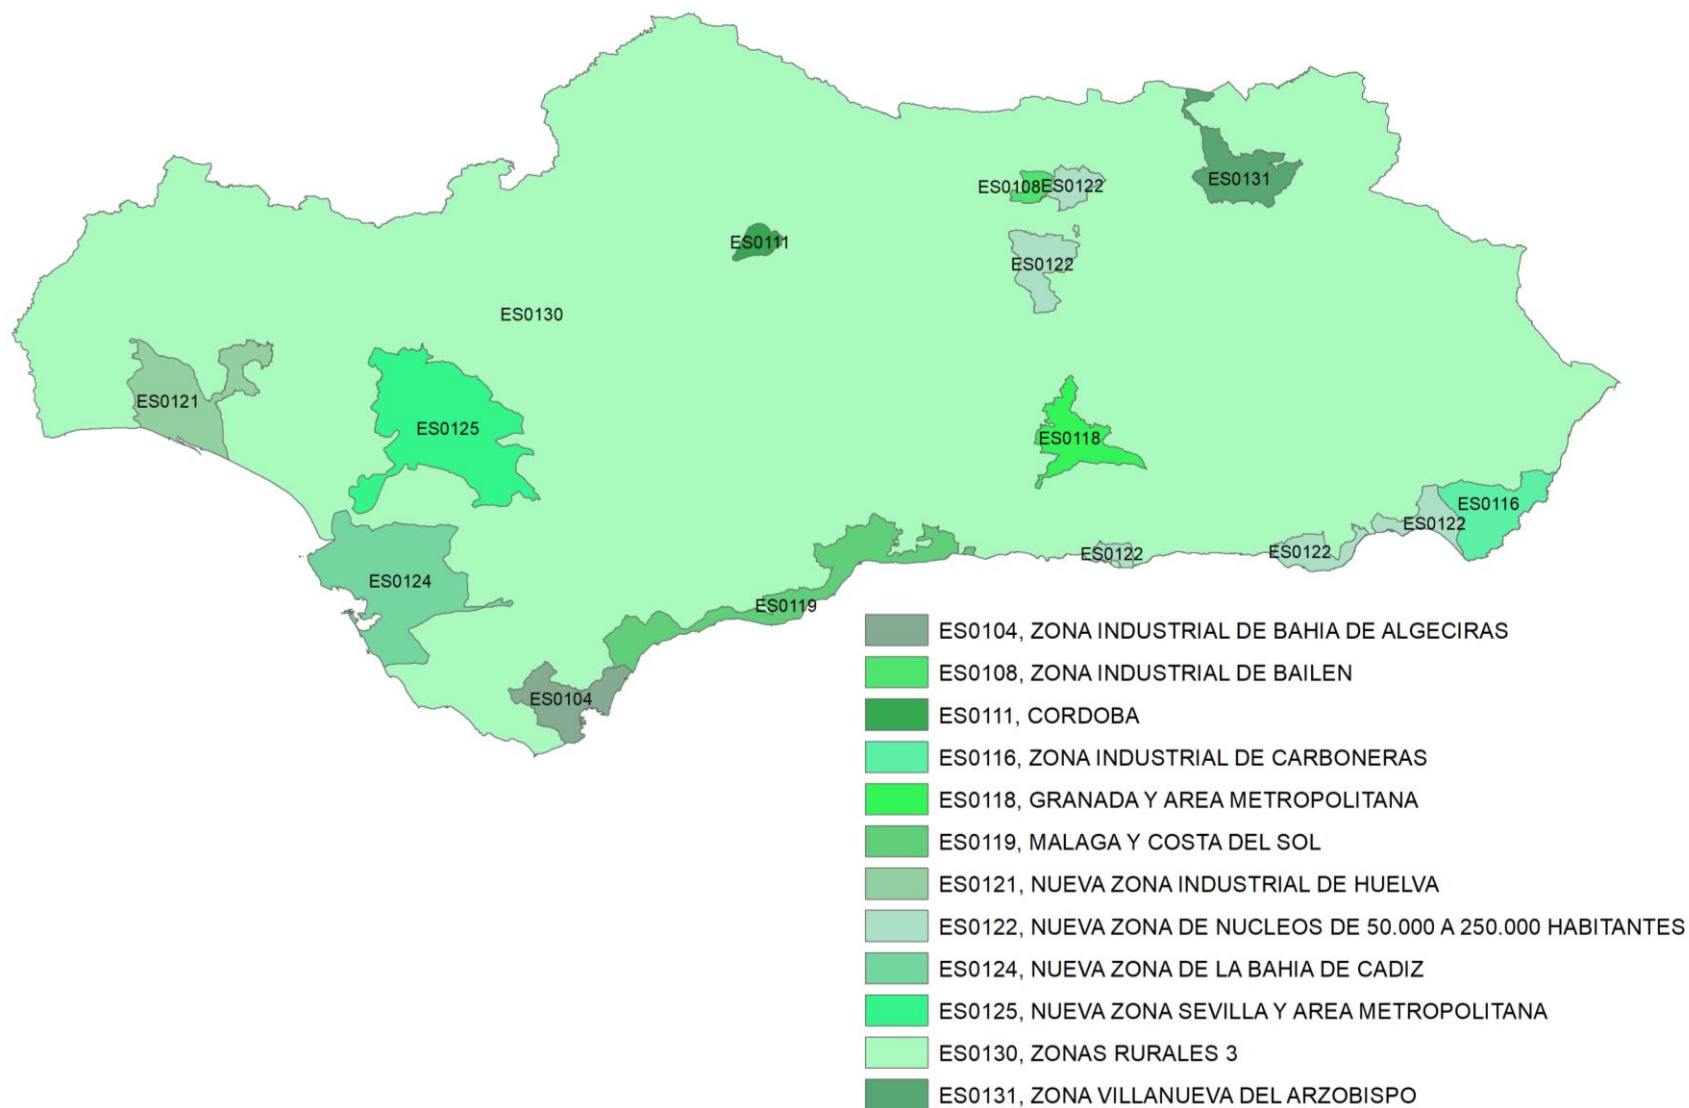 ES0131
ES0108
ES0122
ES0111
ES0122
ES0130
ES0121
ES0125
ES0118
ES0116
ES0122
ES0122
ES0122
ES0124
ES0119
ES0104
ES0104, ZONA INDUSTRIAL DE BAHIA DE ALGECIRAS
ES0108, ZONA INDUSTRIAL DE BAILEN
ES0111, CORDOBA
ES0116, ZONA INDUSTRIAL DE CARBONERAS
ES0118, GRANADA Y AREA METROPOLITANA
ES0119, MALAGA Y COSTA DEL SOL
ES0121, NUEVA ZONA INDUSTRIAL DE HUELVA
ES0122, NUEVA ZONA DE NUCLEOS DE 50.000 A 250.000 HABITANTES
ES0124, NUEVA ZONA DE LA BAHIA DE CADIZ
ES0125, NUEVA ZONA SEVILLA Y AREA METROPOLITANA
ES0130, ZONAS RURALES 3
ES0131, ZONA VILLANUEVA DEL ARZOBISPO